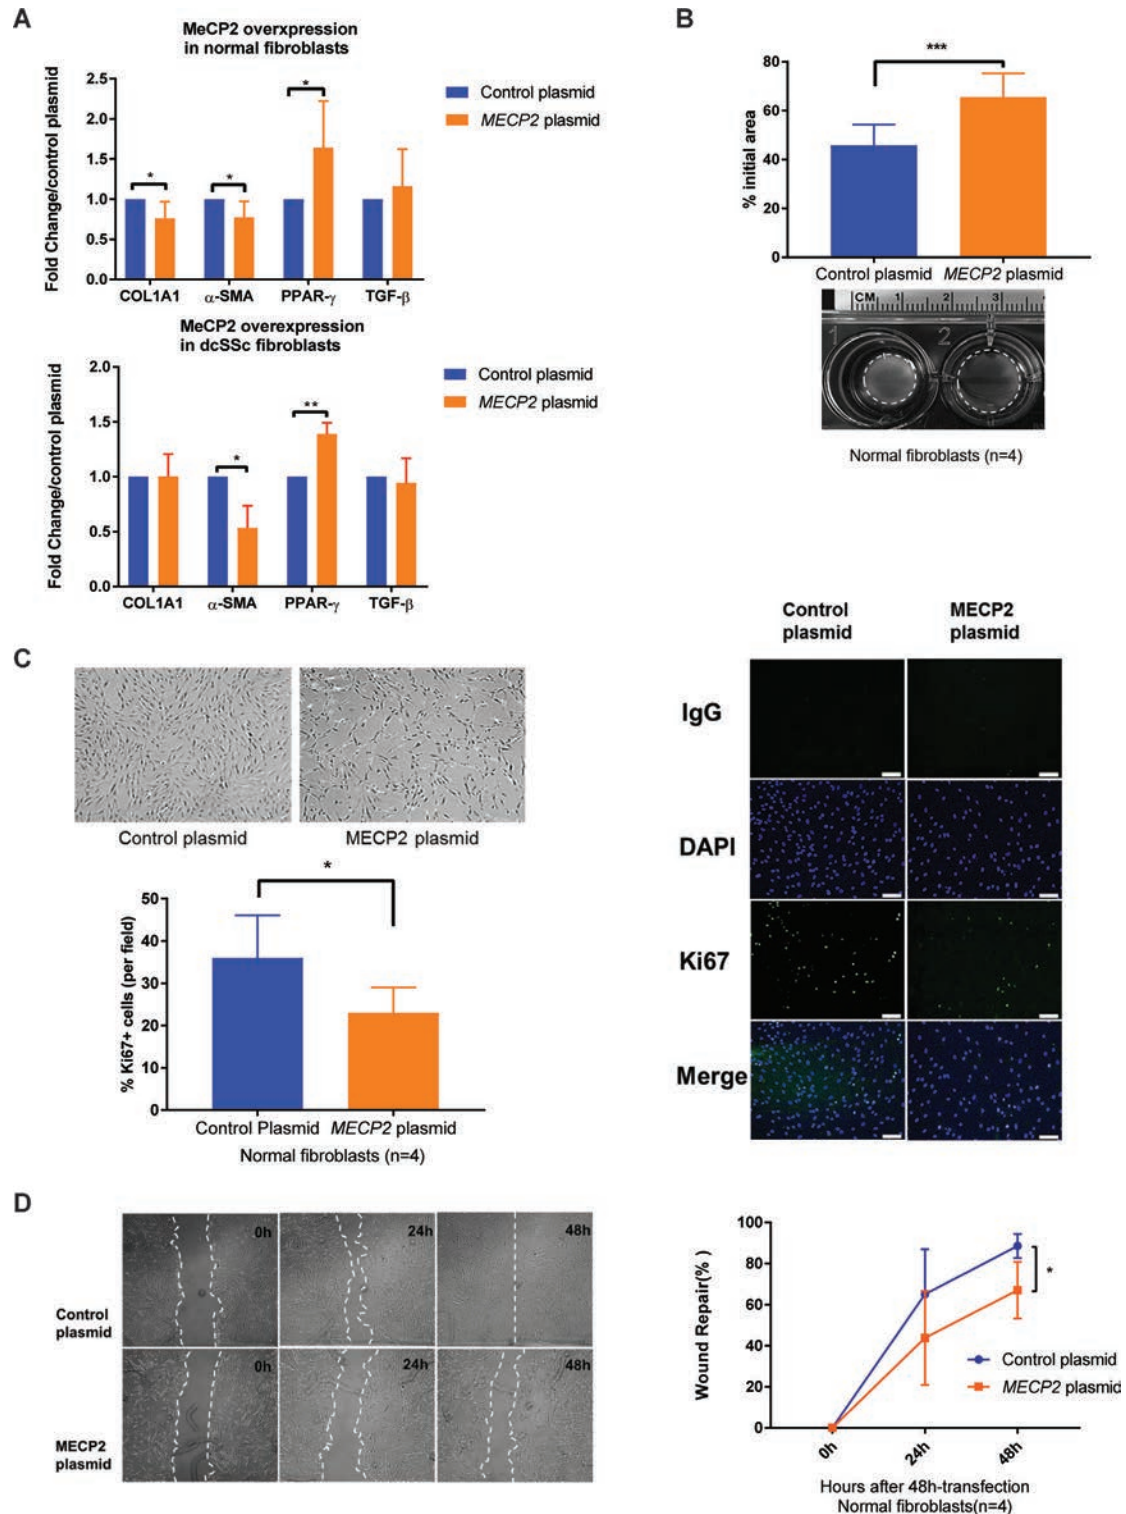 A
MeCP2 overxpression
in normal fibroblasts
Fold Change/control plasmid
2.5
2.0
1.5
1.0
0.5
0.0
*
*
*
COL1A1
α-SMA
PPAR-γ
TGF-β
Control plasmid
MECP2 plasmid
MeCP2 overexpression
in dcSSc fibroblasts
Fold Change/control plasmid
2.0
1.5
1.0
0.5
0.0
*
**
COL1A1
α-SMA
PPAR-γ
TGF-β
Control plasmid
MECP2 plasmid
B
% initial area
80
60
40
20
0
***
Control plasmid
MECP2 plasmid
CM 1 2 3
1 2
Normal fibroblasts (n=4)
C
Control plasmid
MECP2 plasmid
% Ki67+ cells (per field)
50
40
30
20
10
0
*
Control Plasmid
MECP2 plasmid
Normal fibroblasts (n=4)
Control
plasmid
MECP2
plasmid
IgG
DAPI
Ki67
Merge
D
Control
plasmid
0h
24h
48h
MECP2
plasmid
0h
24h
48h
Wound Repair(% )
100
80
60
40
20
0
*
Control plasmid
MECP2 plasmid
0h
24h
48h
Hours after 48h-transfection
Normal fibroblasts(n=4)